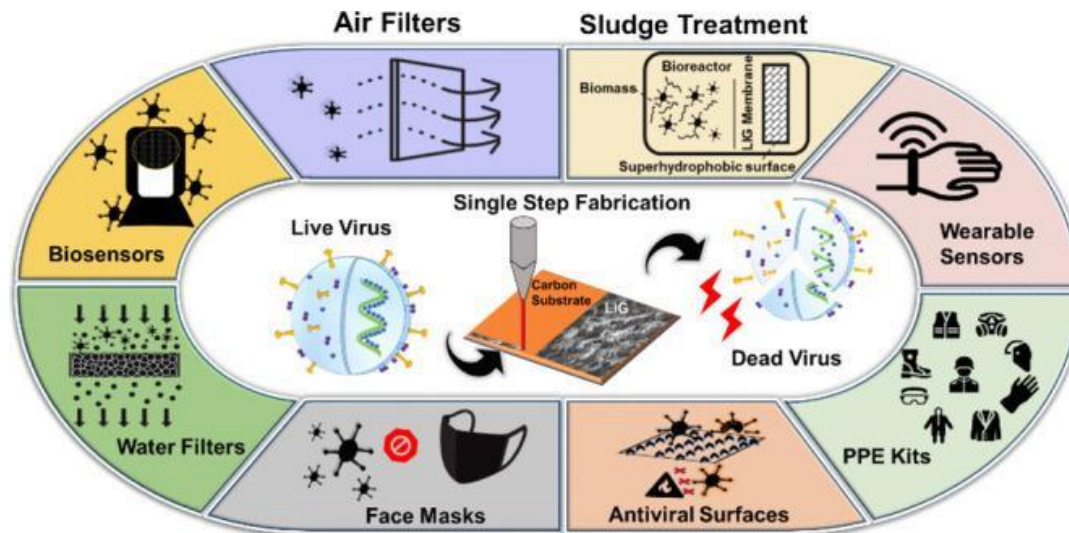 Air Filters
Sludge Treatment
Bioreactor
Biomass
LIG Membrane
Superhydrophobic surface
Biosensors
Wearable
Sensors
Single Step Fabrication
Live Virus
Carbon
Substrate
LIG
Dead Virus
Water Filters
Face Masks
Antiviral Surfaces
PPE Kits